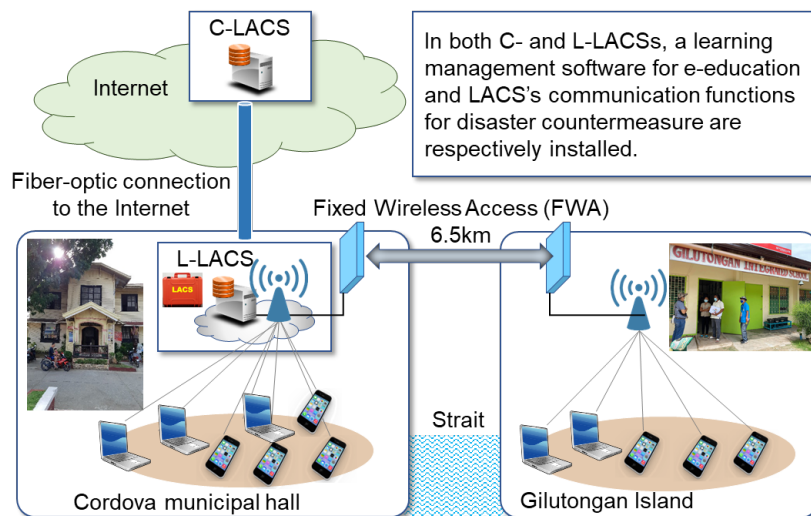 C-LACS
Internet
In both C- and L-LACSs, a learning
management software for e-education
and LACS's communication functions
for disaster countermeasure are
respectively installed.
Fiber-optic connection
to the Internet
Fixed Wireless Access (FWA)
6.5km
L-LACS
LACS
GILUTONGAN INTEGRATED SCHOOL
Strait
Cordova municipal hall
Gilutongan Island